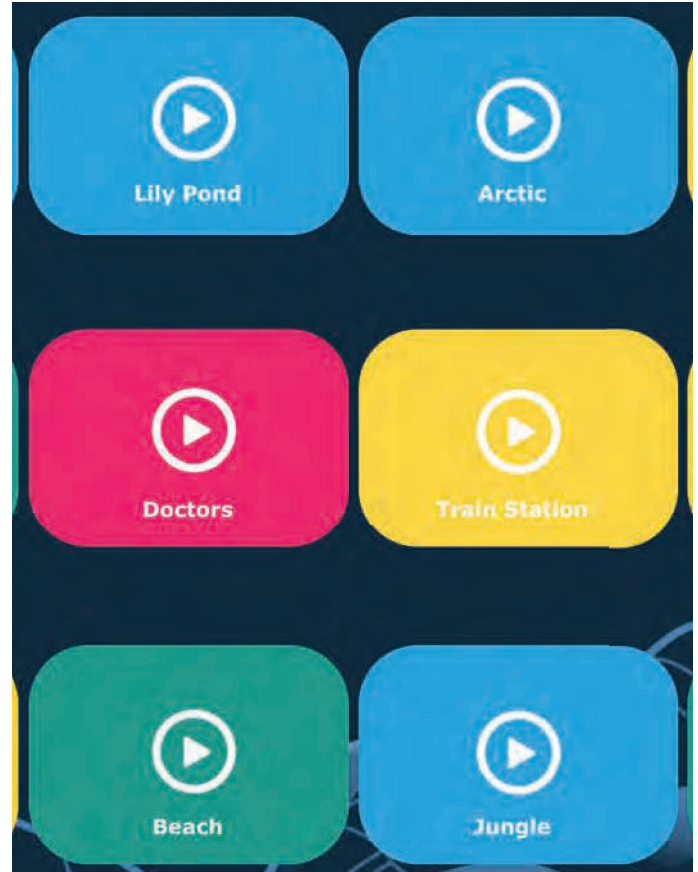 Lily Pond
Arctic
Doctors
Train Station
Beach
Jungle